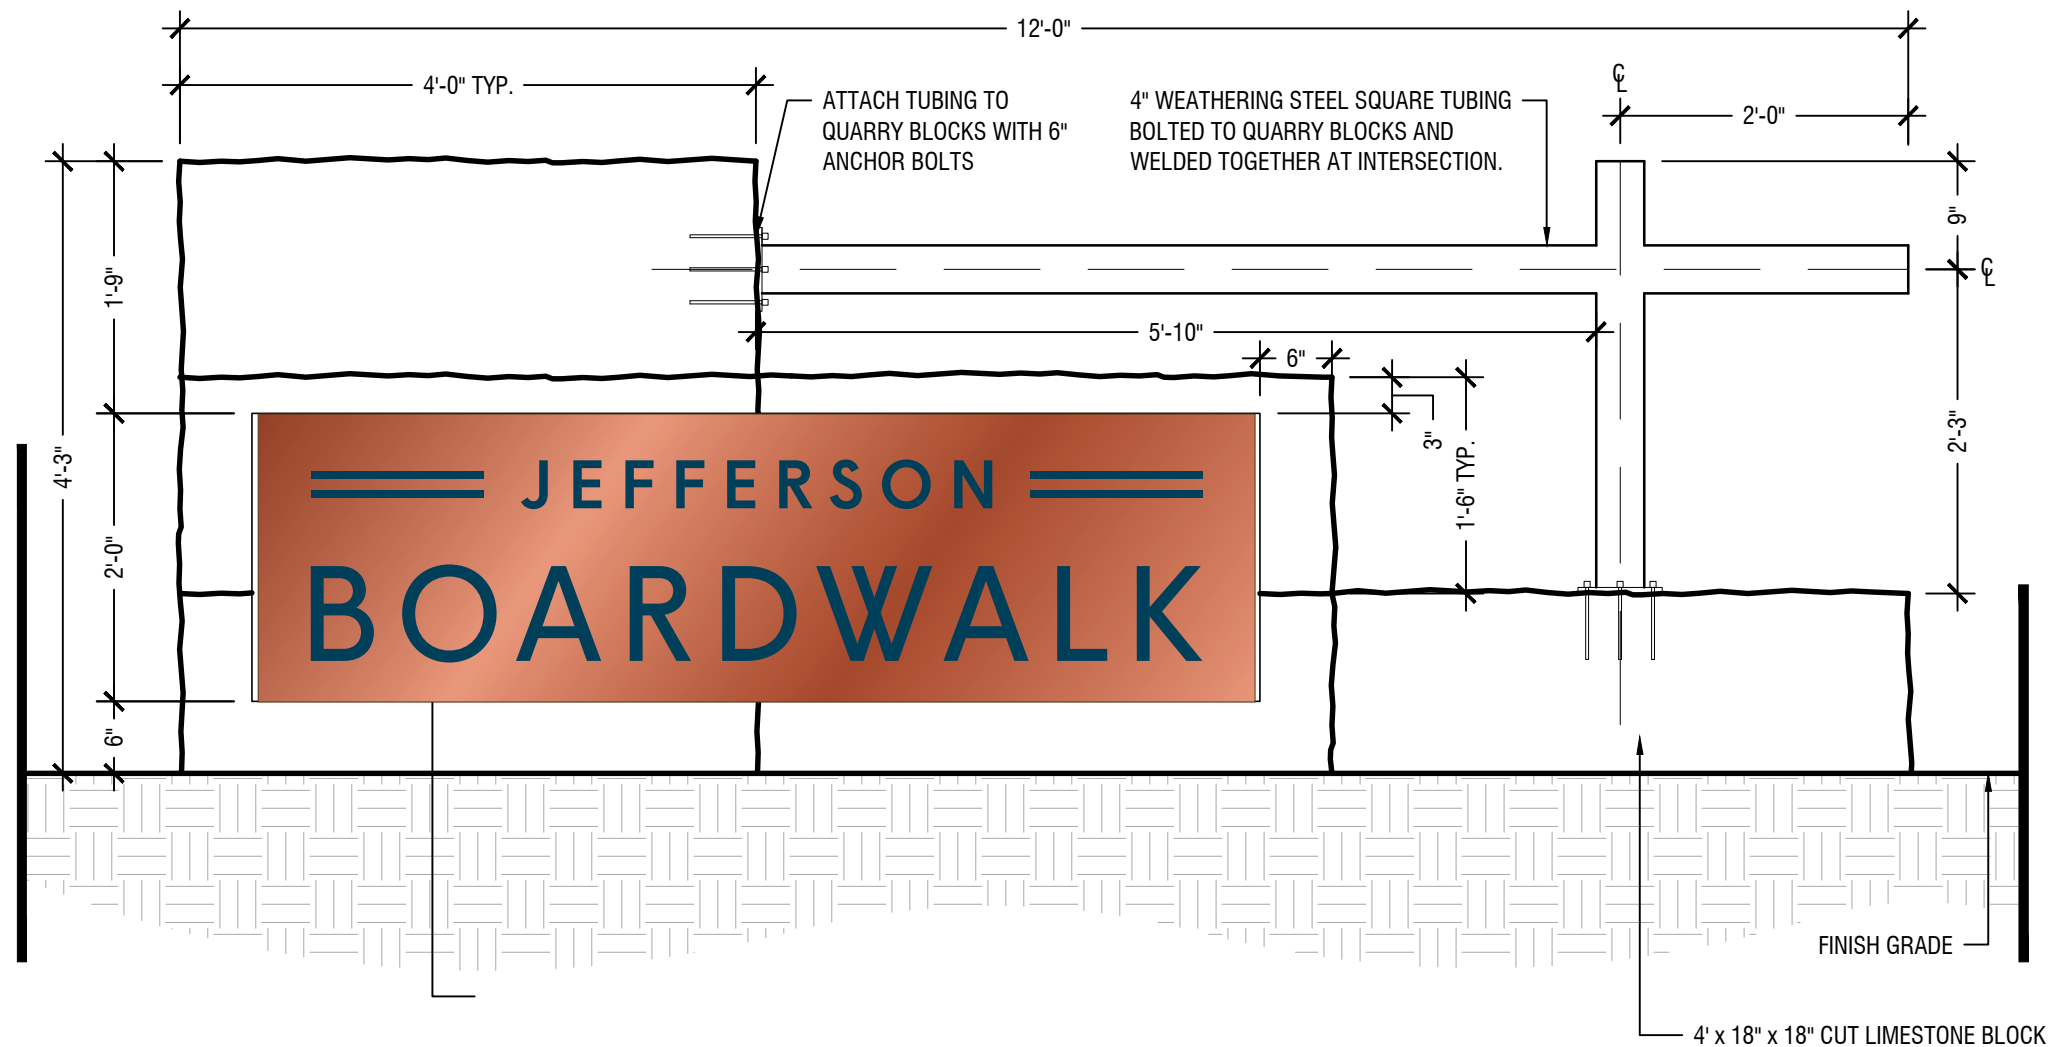 12'-0"
4'-0" TYP.
ATTACH TUBING TO
QUARRY BLOCKS WITH 6"
ANCHOR BOLTS
4" WEATHERING STEEL SQUARE TUBING
BOLTED TO QUARRY BLOCKS AND
WELDED TOGETHER AT INTERSECTION.
℄
2'-0"
9"
℄
1'-9"
5'-10"
6"
3"
1'-6" TYP.
2'-3"
4'-3"
2'-0"
6"
JEFFERSON
BOARDWALK
FINISH GRADE
4' x 18" x 18" CUT LIMESTONE BLOCK